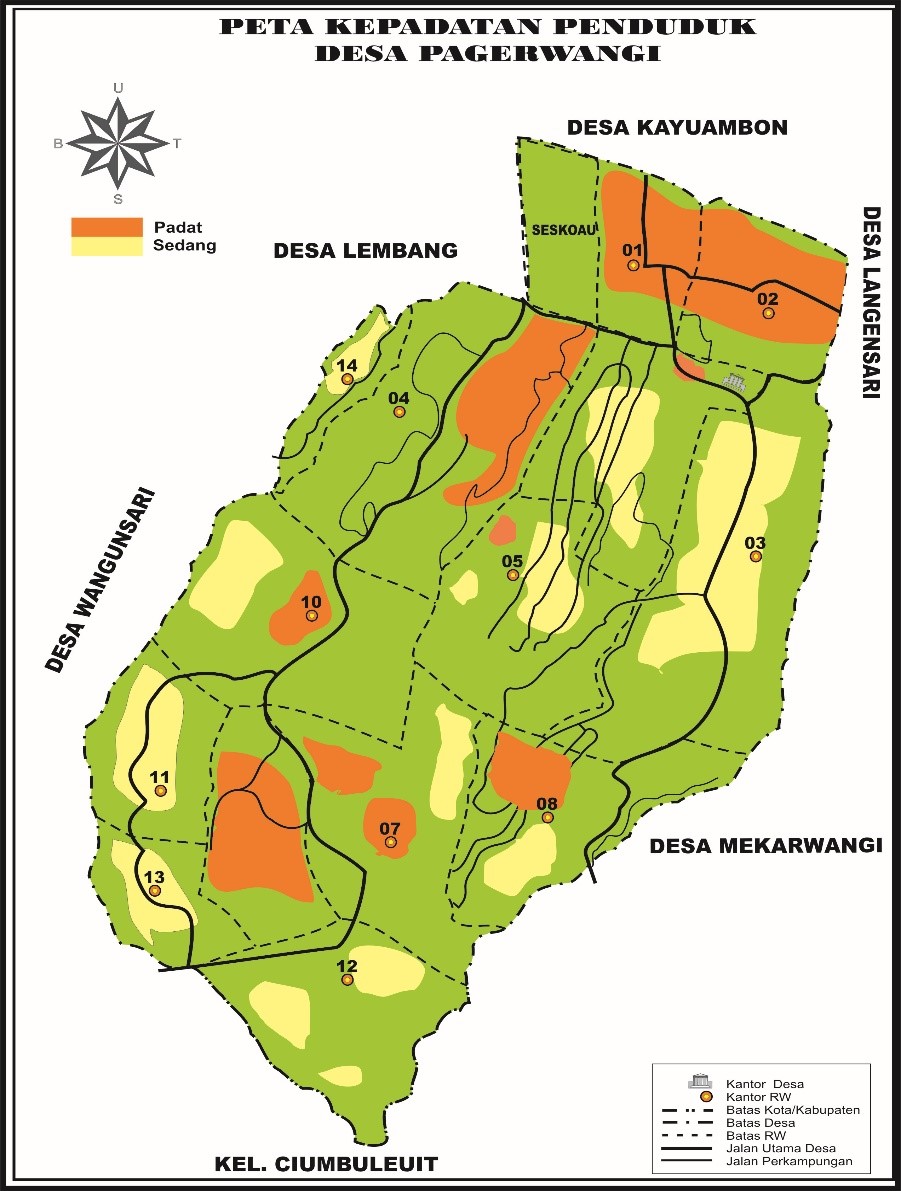 PETA KEPADATAN PENDUDUK
DESA PAGERWANGI
U
B
T
S
Padat
Sedang
DESA KAYUAMBON
DESA LEMBANG
DESA LANGENSARI
SESKOAU
01
02
14
04
03
05
10
DESA WANGUNSARI
11
08
07
DESA MEKARWANGI
13
12
KEL. CIUMBULEUIT
Kantor Desa
Kantor RW
Batas Kota/Kabupaten
Batas Desa
Batas RW
Jalan Utama Desa
Jalan Perkampungan